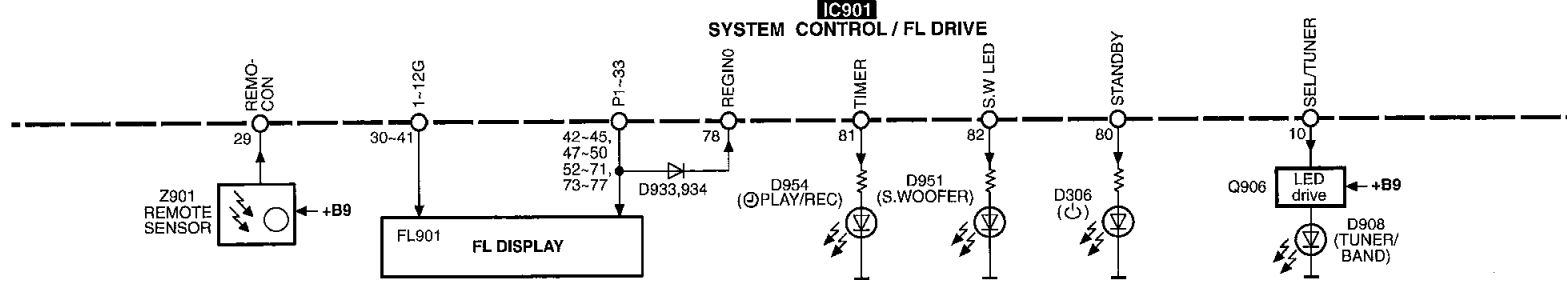 IC901
SYSTEM CONTROL / FL DRIVE
REMO-
CON
1~12G
P1~33
REGIN0
TIMER
S.W LED
STANDBY
SEL/TUNER
29
30~41
42~45,
47~50
52~71,
73~77
78
81
82
80
10
Z901
REMOTE
SENSOR
+B9
FL901
FL DISPLAY
D933,934
D954
(PLAY/REC)
D951
(S.WOOFER)
D306
(⏻)
Q906
LED
drive
+B9
D908
(TUNER/
BAND)